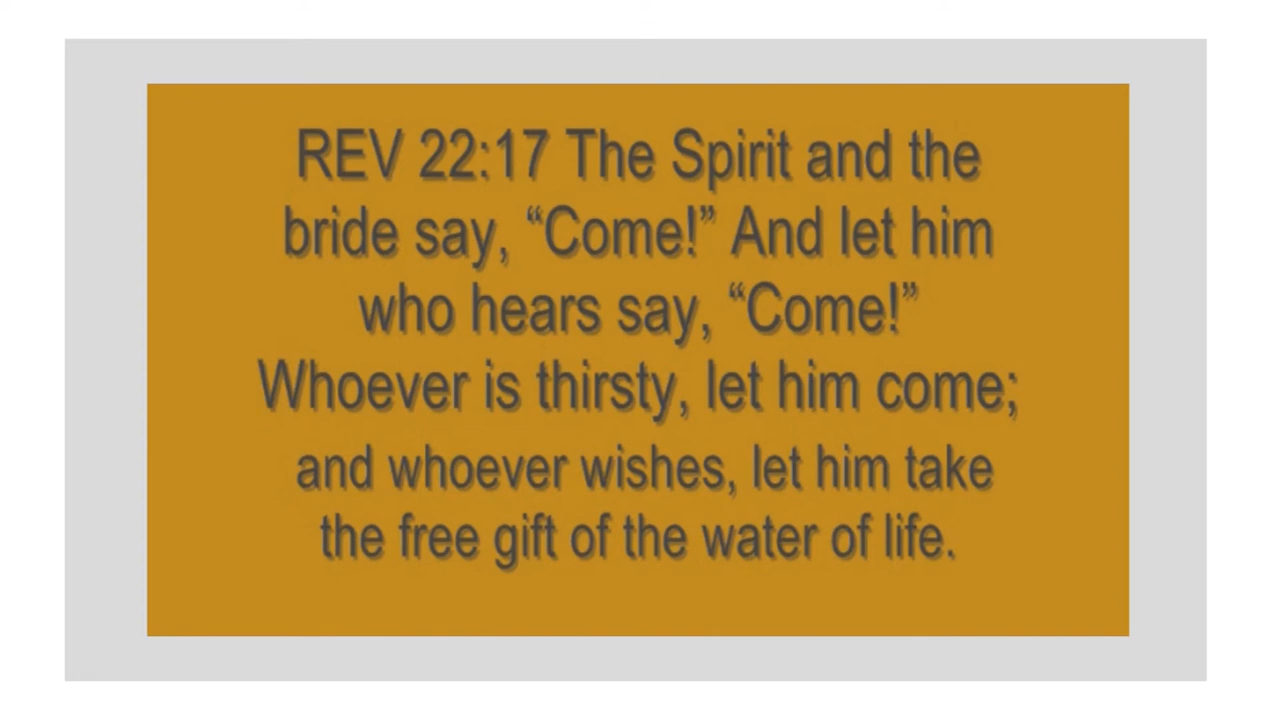 REV 22:17 The Spirit and the
bride say, “Come!” And let him
who hears say, “Come!”
Whoever is thirsty, let him come;
and whoever wishes, let him take
the free gift of the water of life.